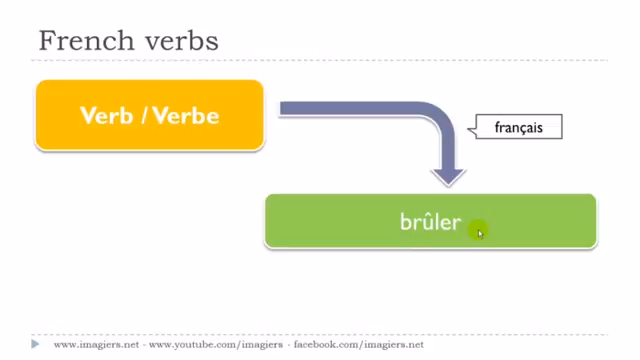 French verbs
Verb / Verbe
français
brûler
www.imagiers.net - www.youtube.com/imagiers - facebook.com/imagiers.net